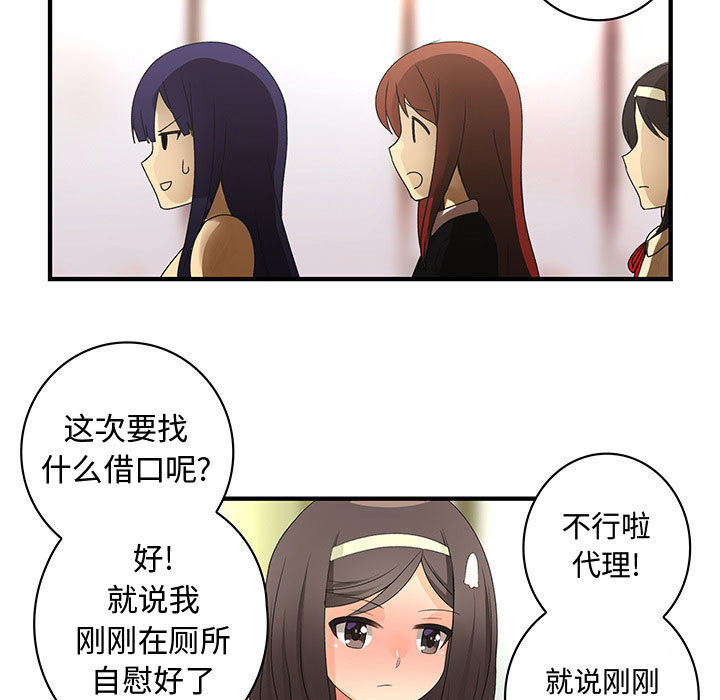 这次要找
什么借口呢?
好!
就说我
刚刚在厕所
自慰好了
不行啦
代理!
就说刚刚